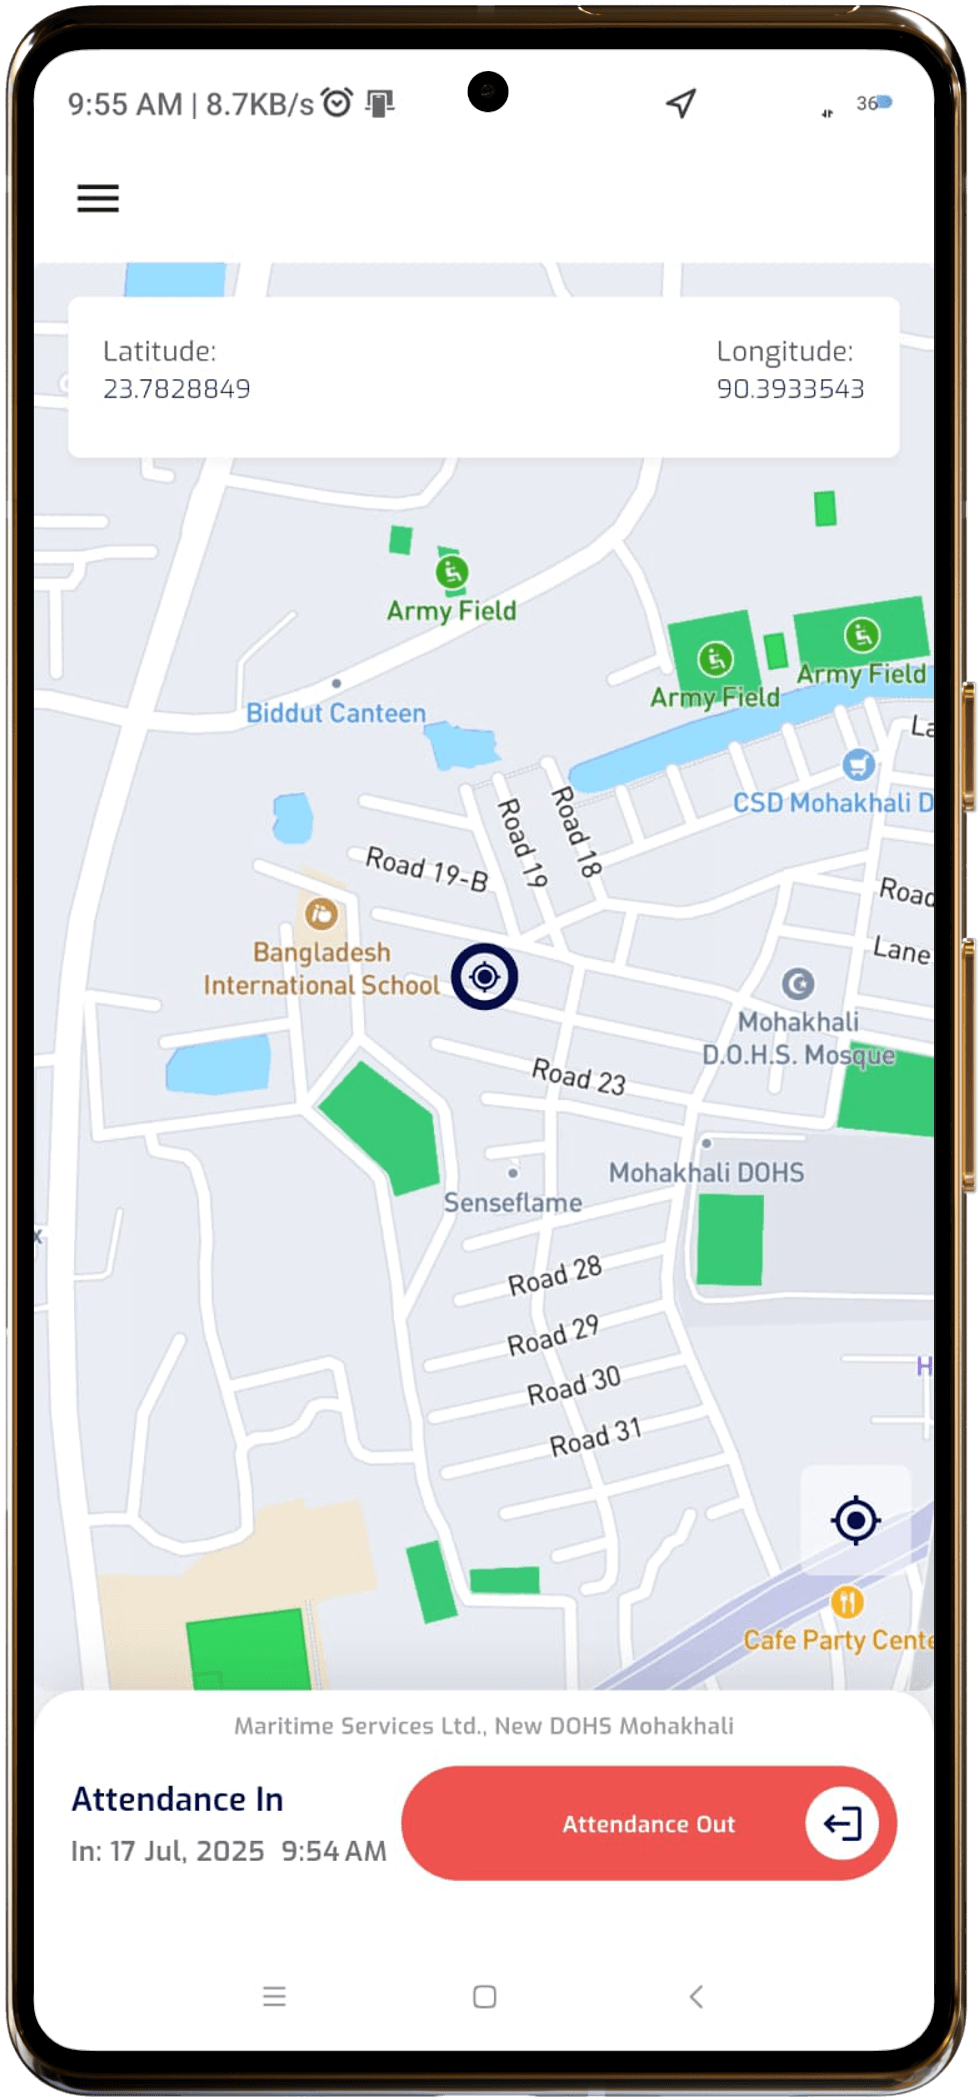 9:55 AM | 8.7KB/s
36
Latitude:
23.7828849
Longitude:
90.3933543
Army Field
Army Field
Army Field
Biddut Canteen
La
CSD Mohakhali D
Road 19
Road 18
Road 19-B
Road
Lane
Bangladesh
International School
Mohakhali
D.O.H.S. Mosque
Road 23
Mohakhali DOHS
Senseflame
x
Road 28
Road 29
H
Road 30
Road 31
Cafe Party Cente
Maritime Services Ltd., New DOHS Mohakhali
Attendance In
In: 17 Jul, 2025 9:54 AM
Attendance Out